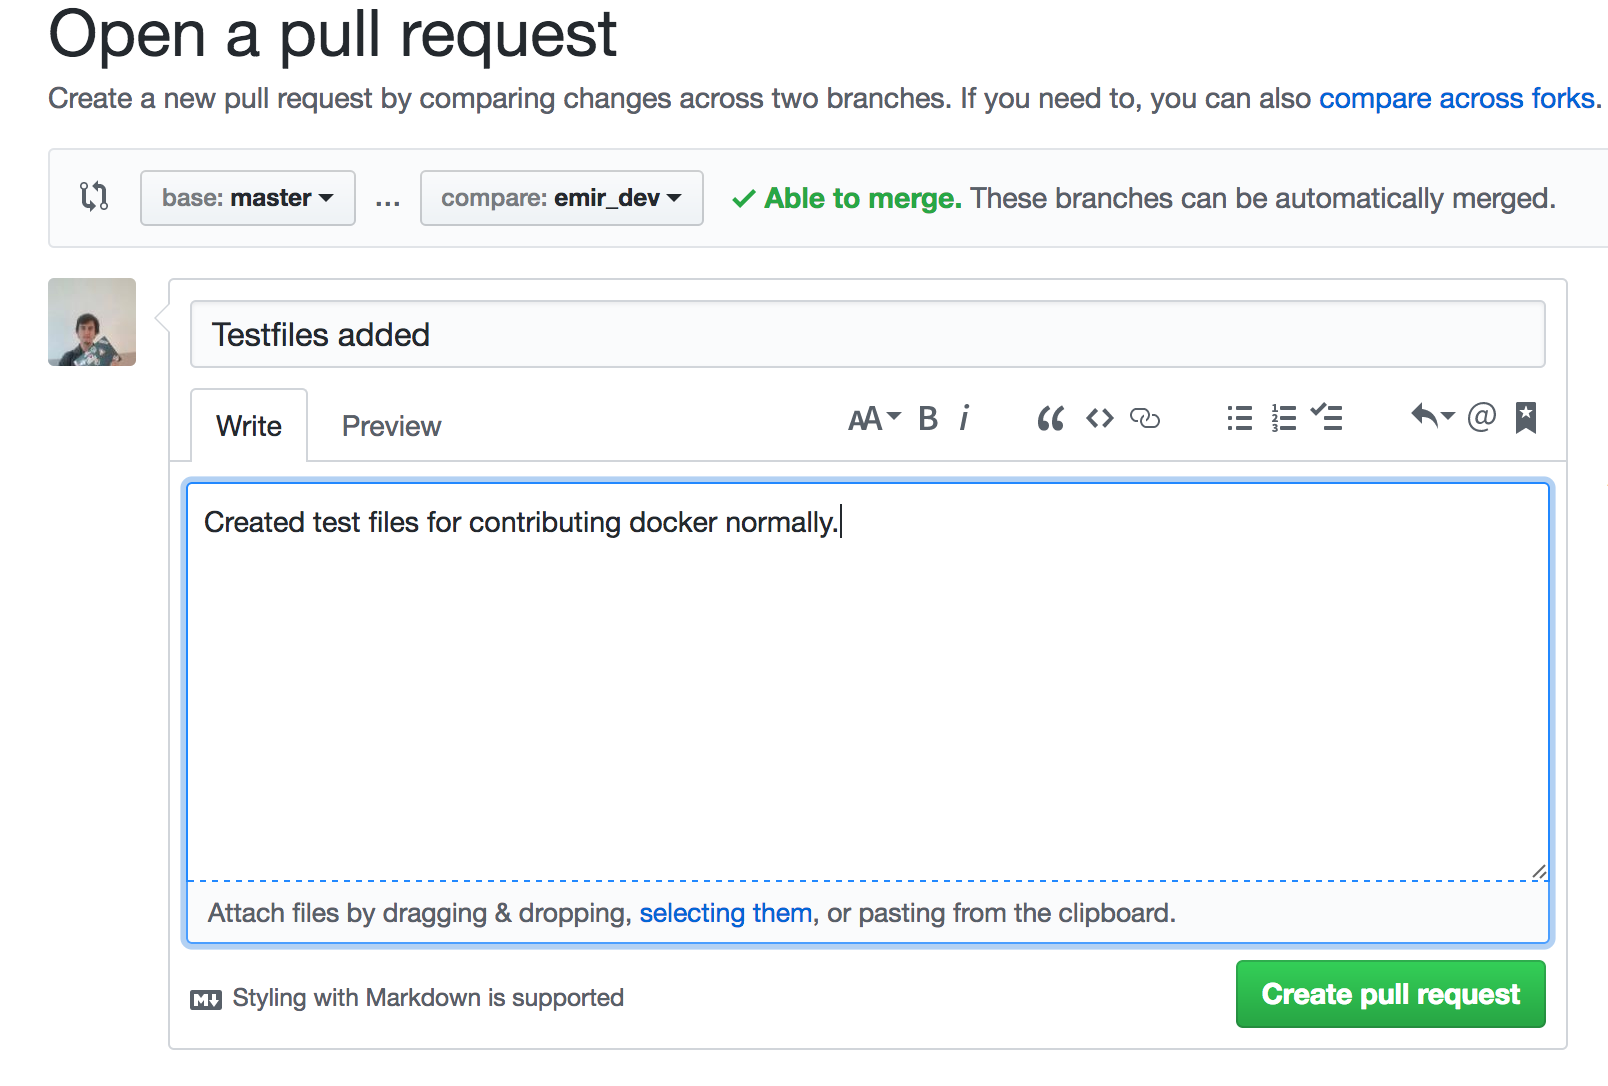 Open a pull request
Create a new pull request by comparing changes across two branches. If you need to, you can also compare across forks.
base: master ... compare: emir_dev Able to merge. These branches can be automatically merged.
Testfiles added
Write Preview AA B i
Created test files for contributing docker normally.
Attach files by dragging & dropping, selecting them, or pasting from the clipboard.
Styling with Markdown is supported
Create pull request